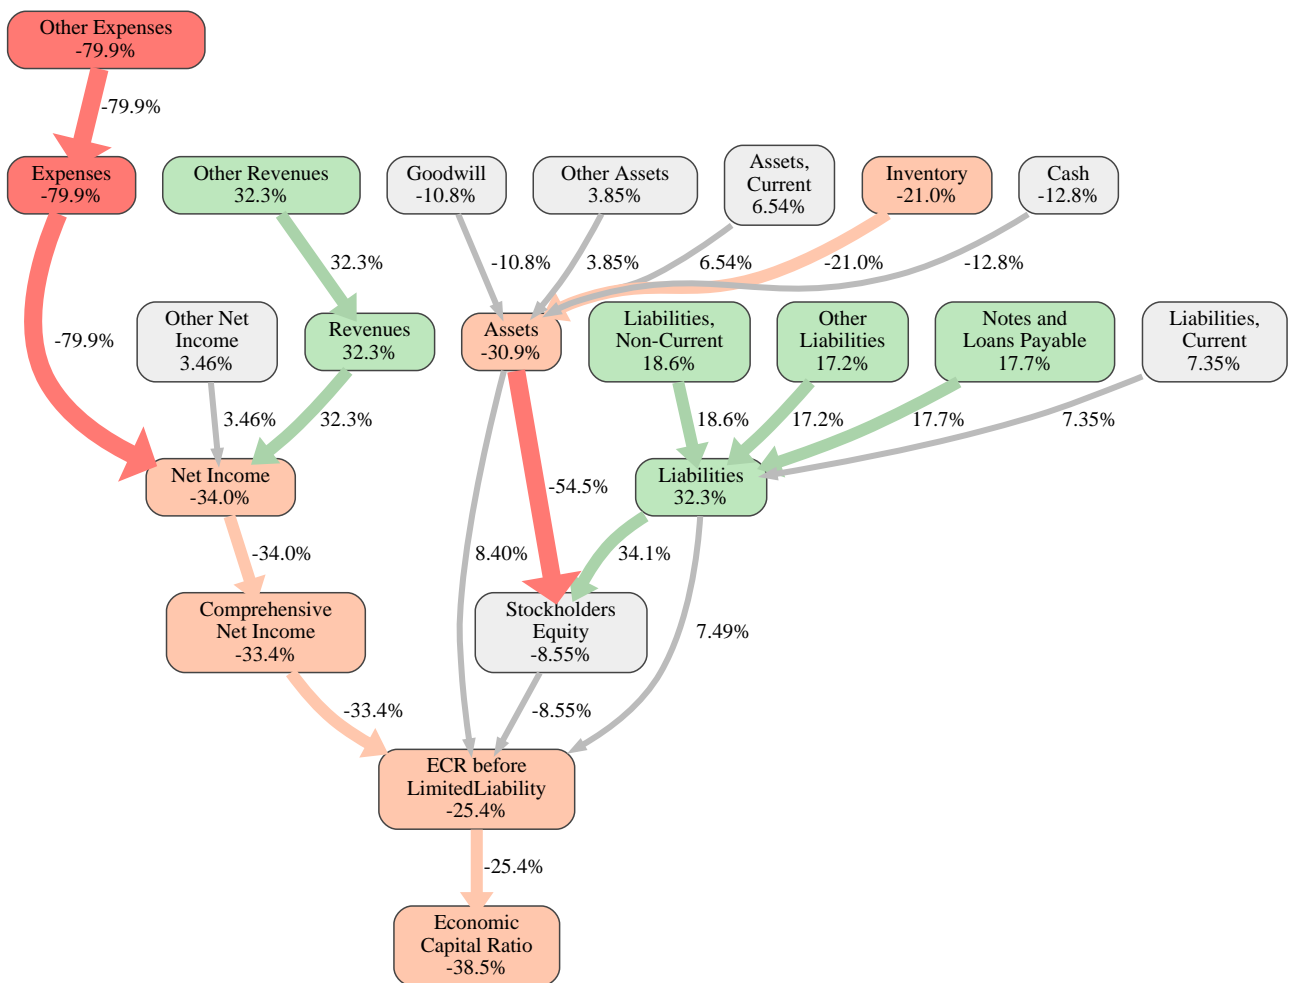 Other Expenses
-79.9%
-79.9%
Expenses
-79.9%
Other Revenues
32.3%
Goodwill
-10.8%
Other Assets
3.85%
Assets,
Current
6.54%
Inventory
-21.0%
Cash
-12.8%
32.3%
-10.8%
3.85%
6.54%
-21.0%
-12.8%
-79.9%
Other Net
Income
3.46%
Revenues
32.3%
Assets
-30.9%
Liabilities,
Non-Current
18.6%
Other
Liabilities
17.2%
Notes and
Loans Payable
17.7%
Liabilities,
Current
7.35%
3.46%
32.3%
18.6%
17.2%
17.7%
7.35%
Net Income
-34.0%
-54.5%
Liabilities
32.3%
-34.0%
8.40%
34.1%
Comprehensive
Net Income
-33.4%
Stockholders
Equity
-8.55%
7.49%
-33.4%
-8.55%
ECR before
LimitedLiability
-25.4%
-25.4%
Economic
Capital Ratio
-38.5%